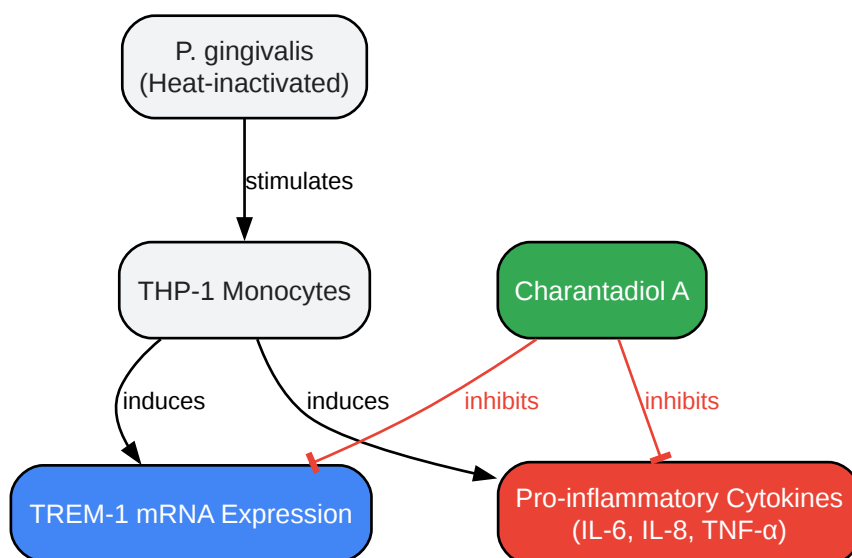 P. gingivalis
(Heat-inactivated)
stimulates
THP-1 Monocytes
Charantadiol A
induces
induces
inhibits
inhibits
TREM-1 mRNA Expression
Pro-inflammatory Cytokines
(IL-6, IL-8, TNF-α)